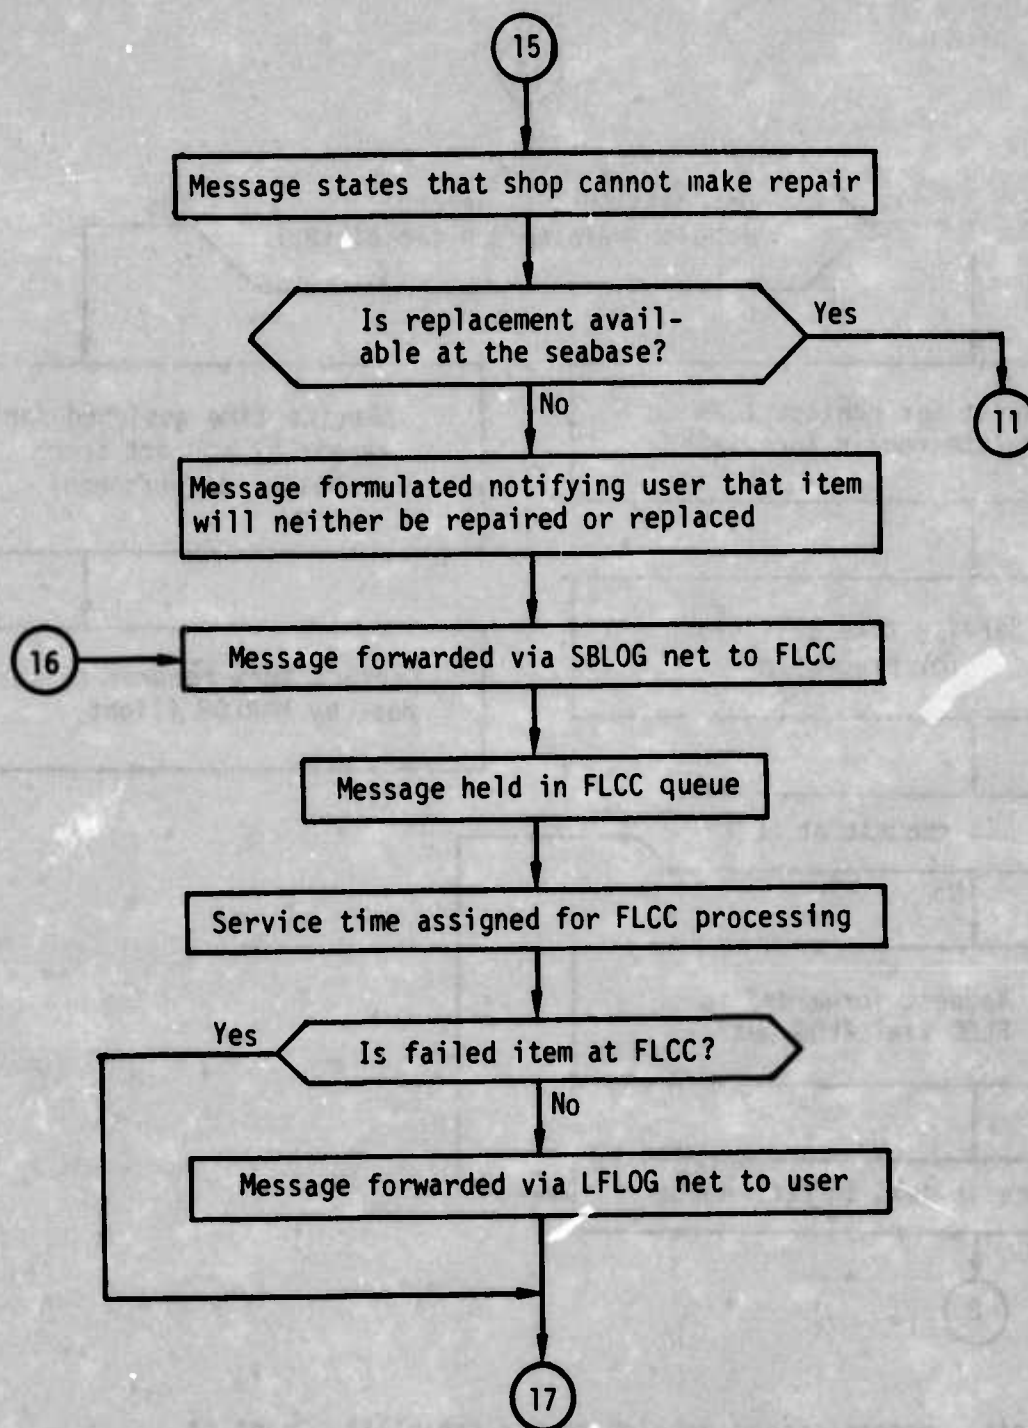 15
Message states that shop cannot make repair
Is replacement avail-
able at the seabase?
Yes
11
No
Message formulated notifying user that item
will neither be repaired or replaced
16
Message forwarded via SBLOG net to FLCC
Message held in FLCC queue
Service time assigned for FLCC processing
Yes
Is failed item at FLCC?
No
Message forwarded via LFLOG net to user
17